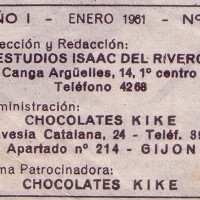 ÑO I - ENERO 1961 - Nº
ección y Redacción:
ESTUDIOS ISAAC DEL RIVERO
Canga Argüelles, 14, 1º centro
Teléfono 4268
ministración:
CHOCOLATES KIKE
avesía Catalana, 24 - Teléf. 3
Apartado nº 214 - GIJON
ma Patrocinadora:
CHOCOLATES KIKE